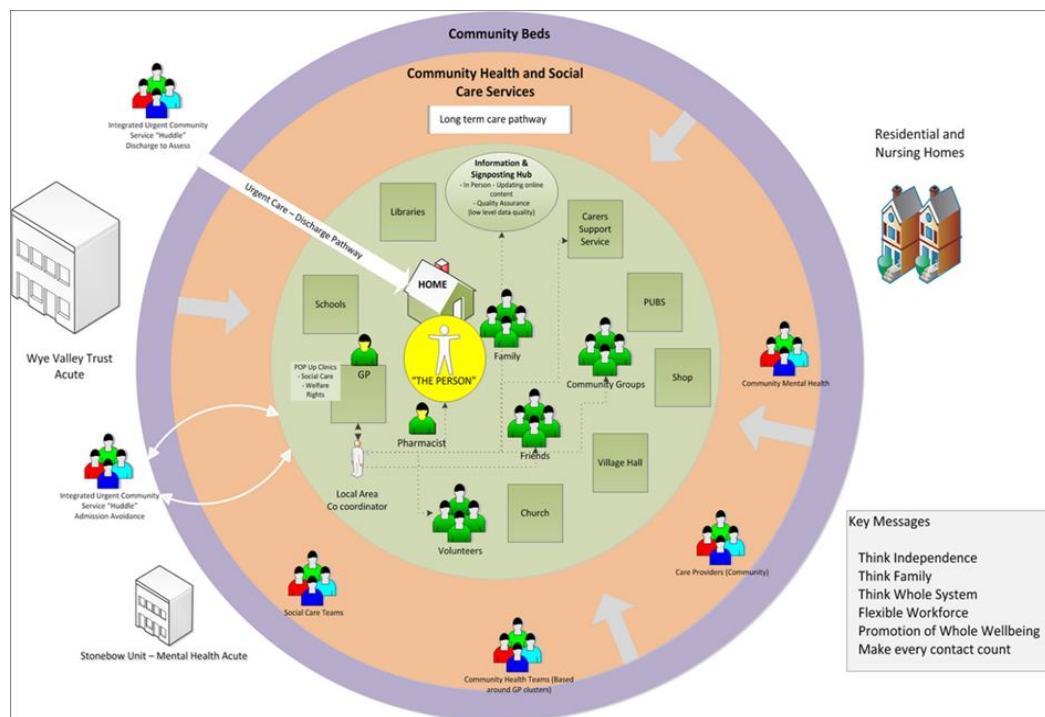 Community Beds
Community Health and Social
Care Services
Long term care pathway
Integrated Urgent Community
Service "Huddle"
Discharge to Assess
Urgent Care – Discharge Pathway
Information &
Signposting Hub
- In Person - Updating online
content
- Quality Assurance
(low level data quality)
Residential and
Nursing Homes
Libraries
Carers
Support
Service
HOME
Schools
PUBS
Wye Valley Trust
Acute
Family
GP
POP Up Clinics
- Social Care
- Welfare
Rights
"THE PERSON"
Community Groups
Shop
Community Mental Health
Pharmacist
Friends
Village Hall
Local Area
Co coordinator
Integrated Urgent Community
Service "Huddle"
Admission Avoidance
Church
Volunteers
Care Providers (Community)
Social Care Teams
Stonebow Unit – Mental Health Acute
Community Health Teams (Based
around GP clusters)
Key Messages
Think Independence
Think Family
Think Whole System
Flexible Workforce
Promotion of Whole Wellbeing
Make every contact count